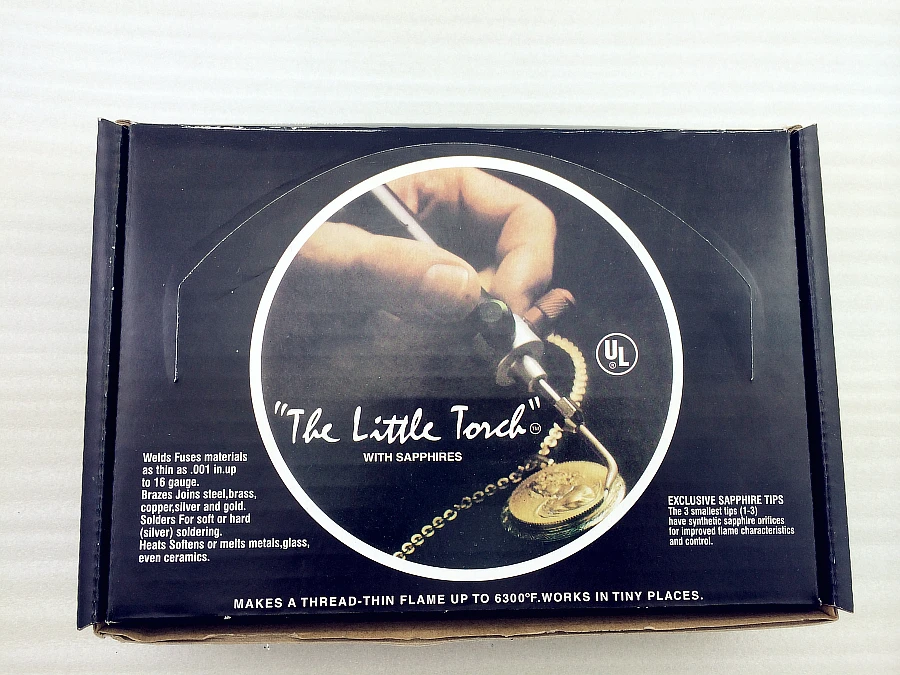 UL
®
"The Little Torch"
TM
WITH SAPPHIRES
Welds Fuses materials
as thin as .001 in.up
to 16 gauge.
Brazes Joins steel,brass,
copper,silver and gold.
Solders For soft or hard
(silver) soldering.
Heats Softens or melts metals,glass,
even ceramics.
EXCLUSIVE SAPPHIRE TIPS
The 3 smallest tips (1-3)
have synthetic sapphire orifices
for improved flame characteristics
and control.
MAKES A THREAD-THIN FLAME UP TO 6300°F.WORKS IN TINY PLACES.